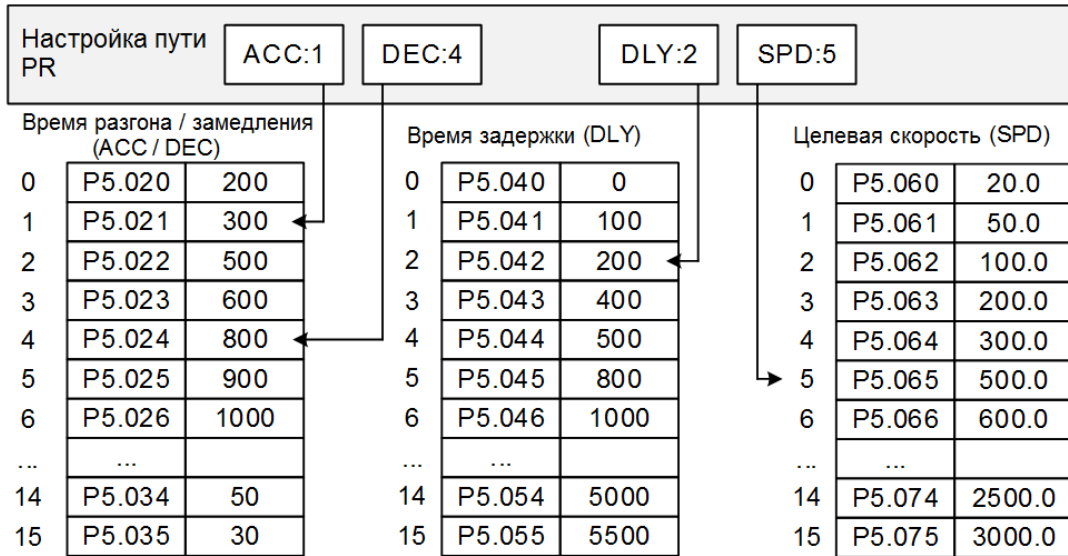 Настройка пути
PR
ACC:1 DEC:4 DLY:2 SPD:5
Время разгона / замедления
(ACC / DEC)
Время задержки (DLY)
Целевая скорость (SPD)
0 P5.020 200 0 P5.040 0 0 P5.060 20.0
1 P5.021 300 1 P5.041 100 1 P5.061 50.0
2 P5.022 500 2 P5.042 200 2 P5.062 100.0
3 P5.023 600 3 P5.043 400 3 P5.063 200.0
4 P5.024 800 4 P5.044 500 4 P5.064 300.0
5 P5.025 900 5 P5.045 800 5 P5.065 500.0
6 P5.026 1000 6 P5.046 1000 6 P5.066 600.0
... ... ... ... ... ...
14 P5.034 50 14 P5.054 5000 14 P5.074 2500.0
15 P5.035 30 15 P5.055 5500 15 P5.075 3000.0